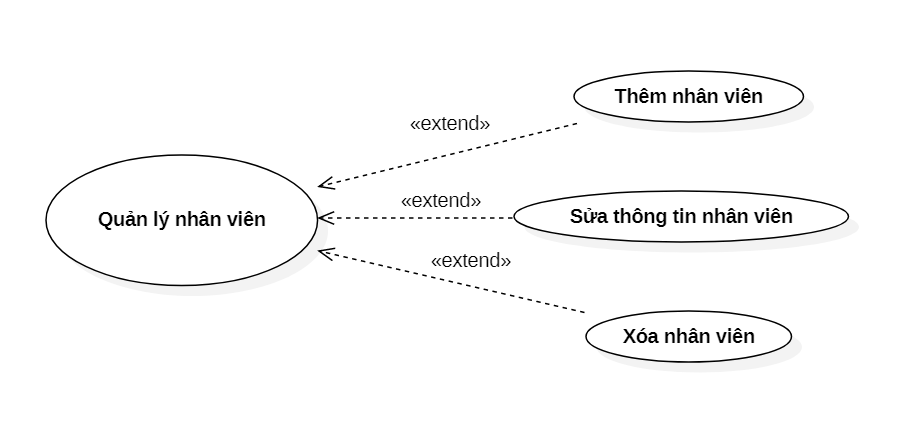 Thêm nhân viên
«extend»
«extend»
Sửa thông tin nhân viên
Quản lý nhân viên
«extend»
Xóa nhân viên